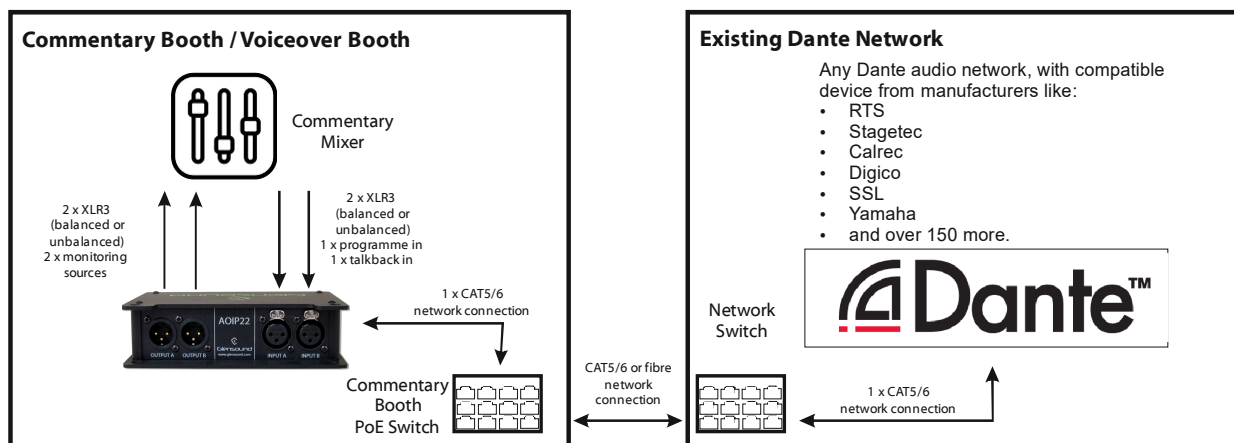 Commentary Booth / Voiceover Booth
Commentary
Mixer
2 x XLR3
(balanced or
unbalanced)
2 x monitoring
sources
2 x XLR3
(balanced or
unbalanced)
1 x programme in
1 x talkback in
AOIP22
Glensound
www.glensound.com
OUTPUT A
OUTPUT B
INPUT A
INPUT B
1 x CAT5/6
network connection
Commentary
Booth
PoE Switch
CAT5/6 or fibre
network
connection
Existing Dante Network
Any Dante audio network, with compatible
device from manufacturers like:
• RTS
• Stagetec
• Calrec
• Digico
• SSL
• Yamaha
• and over 150 more.
Dante™
Network
Switch
1 x CAT5/6
network connection